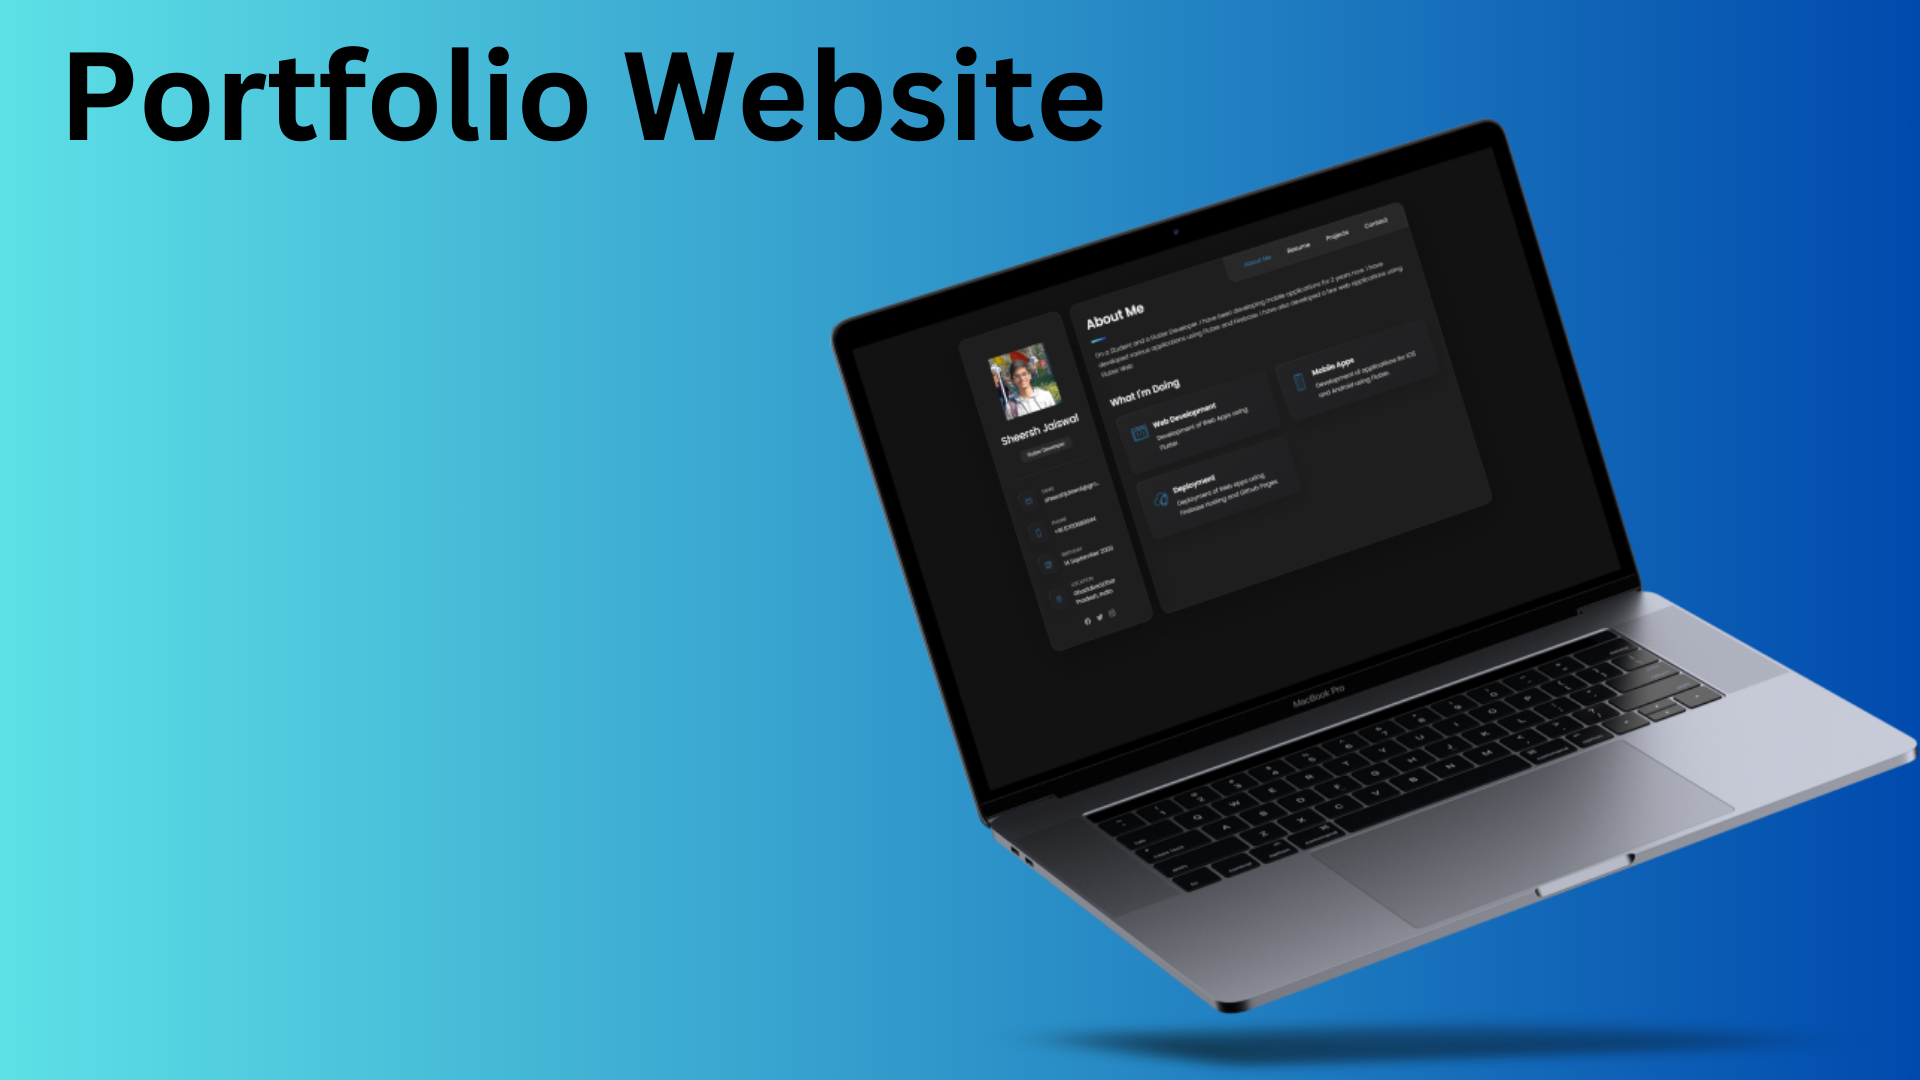 Portfolio Website
About Me
Resume
Projects
Contact
About Me
I'm a Student and a Flutter Developer. I have been developing mobile applications for 2 years now. I have
developed various applications using Flutter and Firebase. I have also developed a few web applications using
Flutter Web.
What I'm Doing
Web Development
Development of Web Apps using
Flutter.
Mobile Apps
Development of applications for iOS
and Android using Flutter.
Deployment
Deployment of Web Apps using
Firebase Hosting and Github Pages.
Sheersh Jaiswal
Flutter Developer
EMAIL
PHONE
BIRTHDAY
14 September
LOCATION
Pradesh, India
MacBook Pro